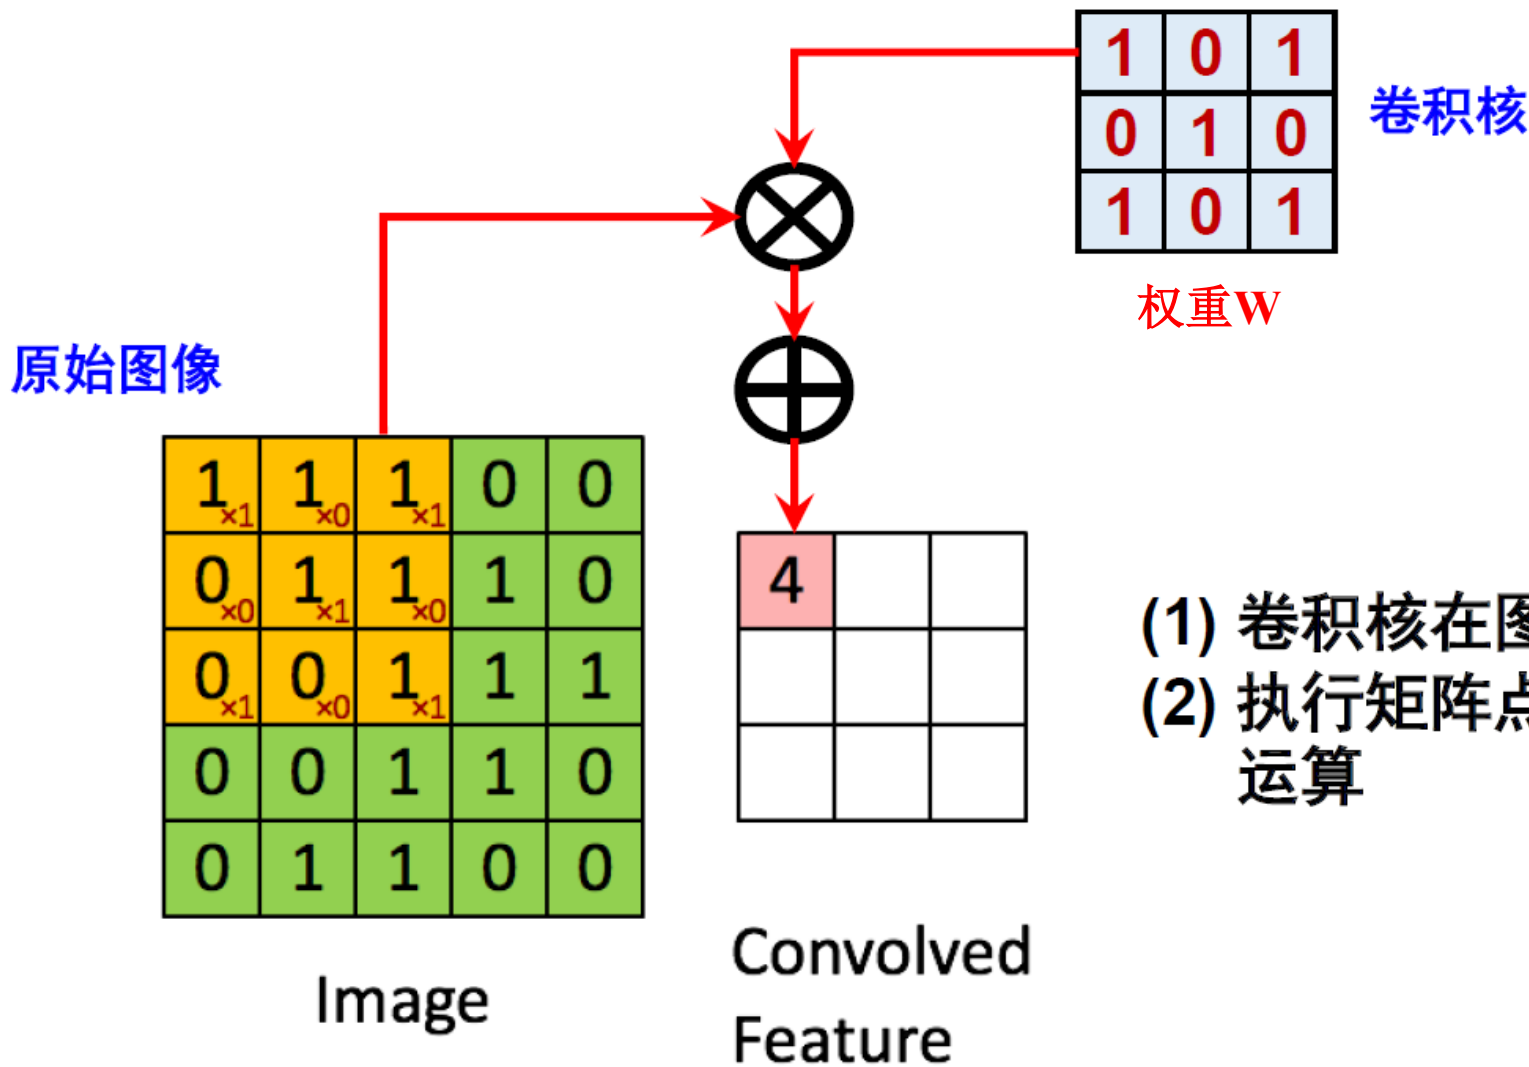 1 0 1
0 1 0
1 0 1
卷积核
权重W
原始图像
1×1 1×0 1×1 0 0
0×0 1×1 1×0 1 0
0×1 0×0 1×1 1 1
0 0 1 1 0
0 1 1 0 0
Image
4
Convolved
Feature
(1) 卷积核在图
(2) 执行矩阵点
运算